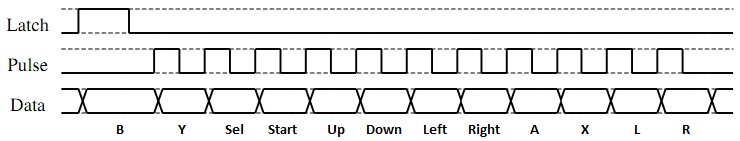 Latch
Pulse
Data
B Y Sel Start Up Down Left Right A X L R